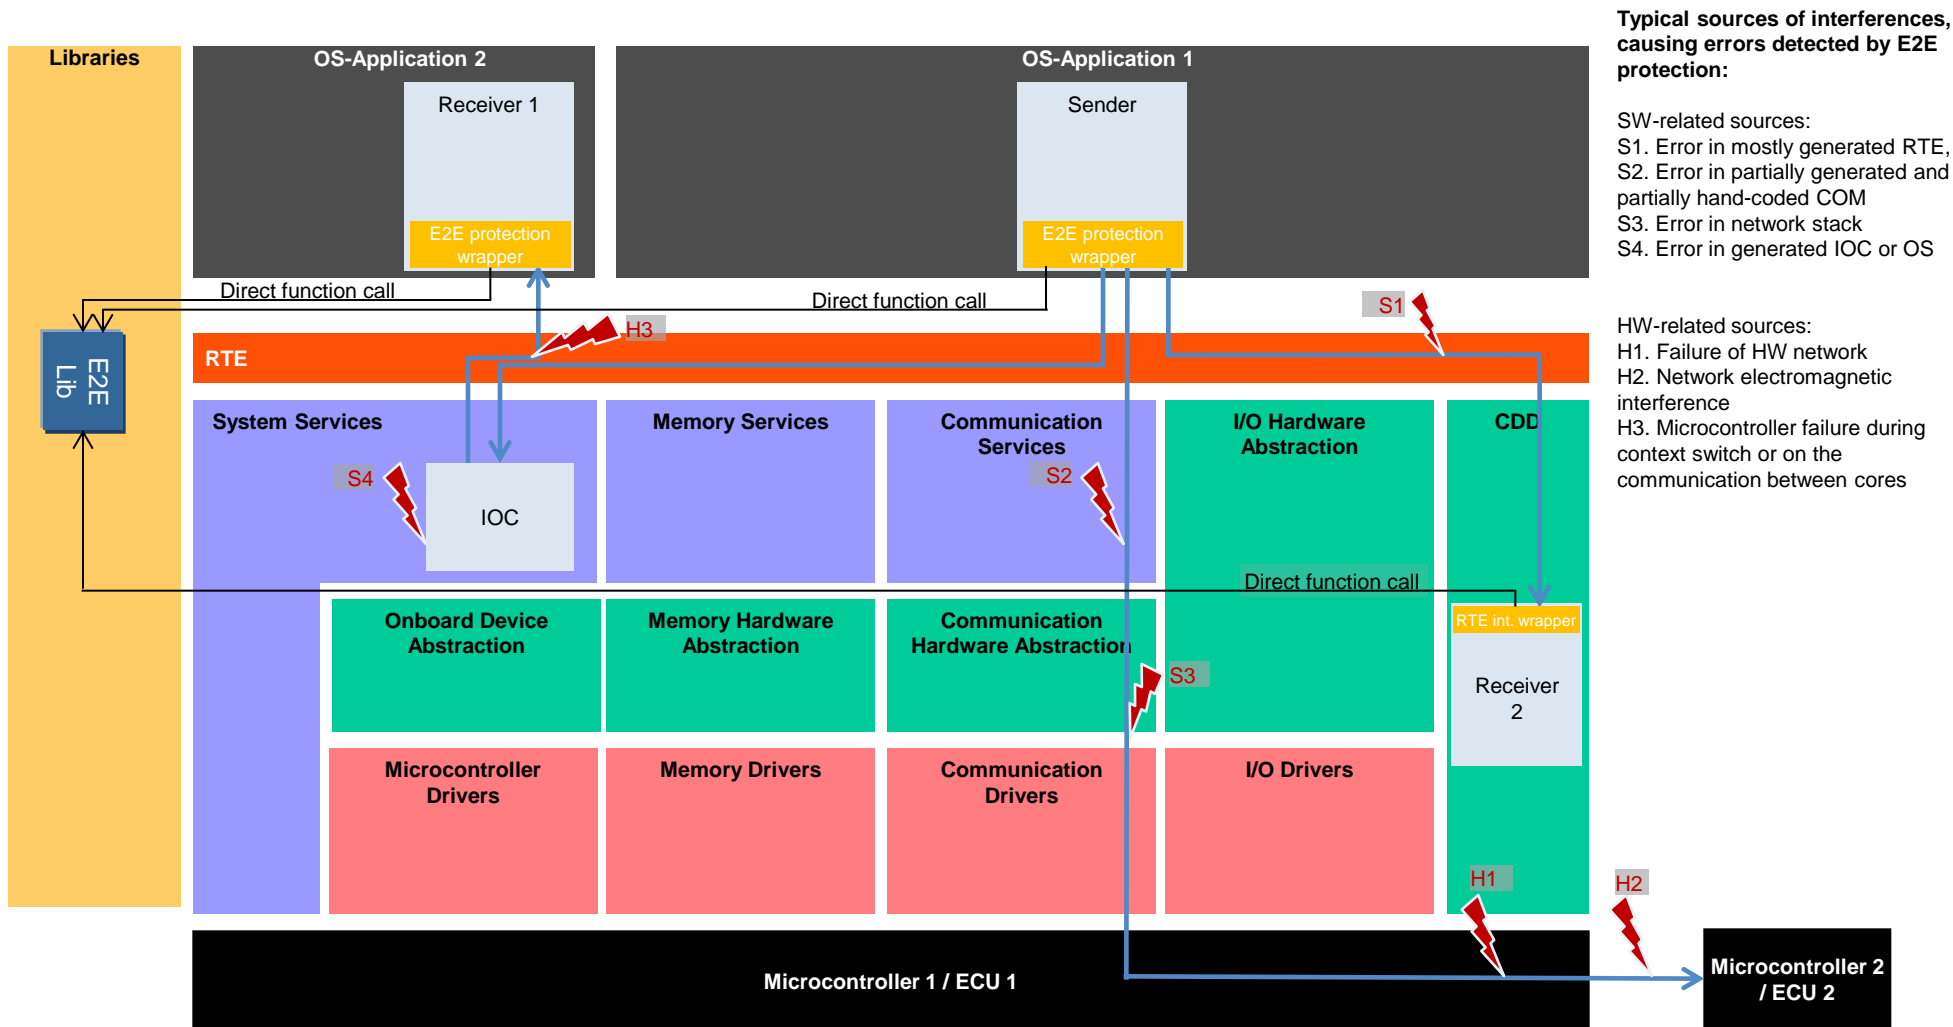 Typical sources of interferences,
causing errors detected by E2E
protection:
SW-related sources:
S1. Error in mostly generated RTE,
S2. Error in partially generated and
partially hand-coded COM
S3. Error in network stack
S4. Error in generated IOC or OS
HW-related sources:
H1. Failure of HW network
H2. Network electromagnetic
interference
H3. Microcontroller failure during
context switch or on the
communication between cores
Libraries
OS-Application 2
OS-Application 1
Receiver 1
Sender
E2E protection
wrapper
E2E protection
wrapper
Direct function call
Direct function call
S1
H3
RTE
E2E
Lib
System Services
Memory Services
Communication
Services
I/O Hardware
Abstraction
CDD
S4
S2
IOC
Direct function call
Onboard Device
Abstraction
Memory Hardware
Abstraction
Communication
Hardware Abstraction
RTE int. wrapper
S3
Receiver
2
Microcontroller
Drivers
Memory Drivers
Communication
Drivers
I/O Drivers
H1
H2
Microcontroller 1 / ECU 1
Microcontroller 2
/ ECU 2